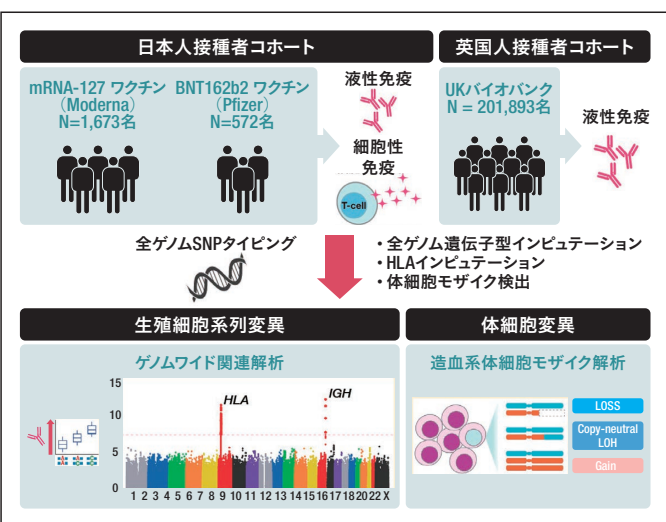 日本人接種者コホート
英国人接種者コホート
mRNA-127 ワクチン
(Moderna)
N=1,673名
BNT162b2 ワクチン
(Pfizer)
N=572名
液性免疫
細胞性
免疫
T-cell
UKバイオバンク
N = 201,893名
液性免疫
全ゲノムSNPタイピング
・全ゲノム遺伝子型インピュテーション
・HLAインピュテーション
・体細胞モザイク検出
生殖細胞系列変異
体細胞変異
ゲノムワイド関連解析
造血系体細胞モザイク解析
15
10
5
0
HLA
IGH
1 2 3 4 5 6 7 8 9 10 11 12 13 14 15 16 17 18 20 22 X
LOSS
Copy-neutral
LOH
Gain